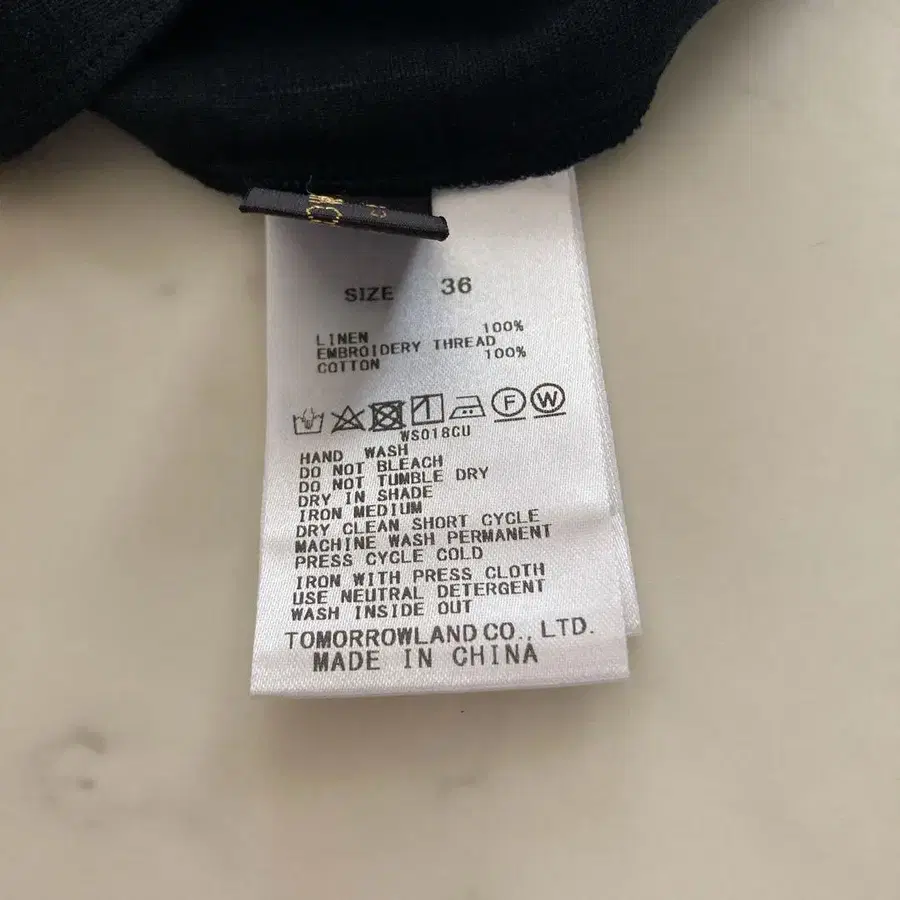 SIZE 36
LINEN 100%
EMBROIDERY THREAD
COTTON 100%
F W
WS018CU
HAND WASH
DO NOT BLEACH
DO NOT TUMBLE DRY
DRY IN SHADE
IRON MEDIUM
DRY CLEAN SHORT CYCLE
MACHINE WASH PERMANENT
PRESS CYCLE COLD
IRON WITH PRESS CLOTH
USE NEUTRAL DETERGENT
WASH INSIDE OUT
TOMORROWLAND CO., LTD.
MADE IN CHINA